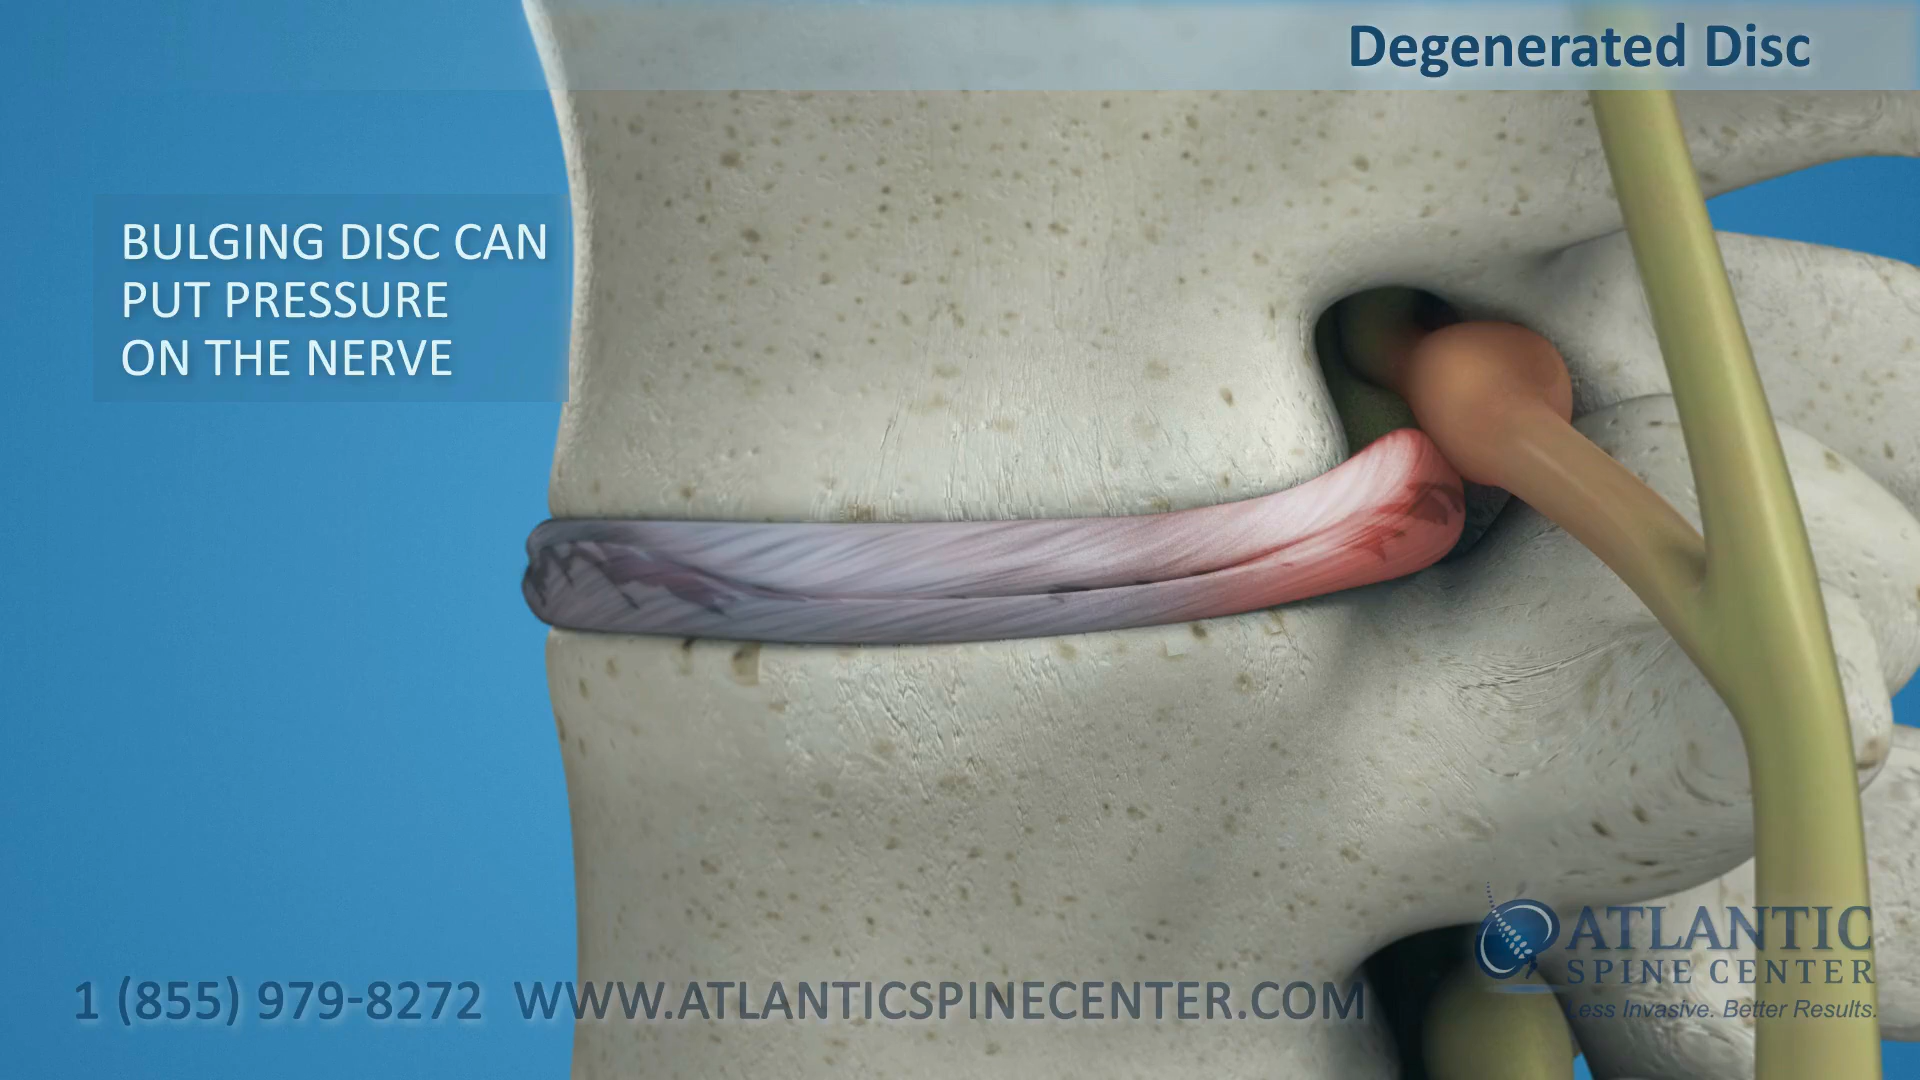 Degenerated Disc
BULGING DISC CAN
PUT PRESSURE
ON THE NERVE
ATLANTIC
SPINE CENTER
Less Invasive. Better Results.
1 (855) 979-8272 WWW.ATLANTICSPINECENTER.COM